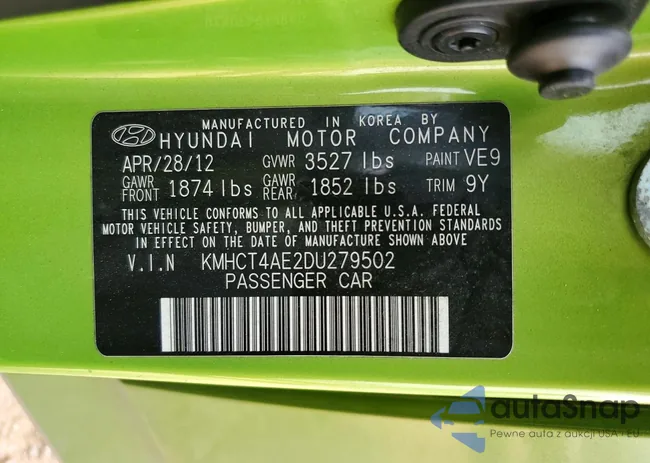 MANUFACTURED IN KOREA BY
HYUNDAI MOTOR COMPANY
APR/28/12 GVWR 3527 lbs PAINT VE9
GAWR FRONT 1874 lbs GAWR REAR 1852 lbs TRIM 9Y
THIS VEHICLE CONFORMS TO ALL APPLICABLE U.S.A. FEDERAL
MOTOR VEHICLE SAFETY, BUMPER, AND THEFT PREVENTION STANDARDS
IN EFFECT ON THE DATE OF MANUFACTURE SHOWN ABOVE
V.I.N KMHCT4AE2DU279502
PASSENGER CAR
autoSnap
Pewne auta z aukcji USA i EU